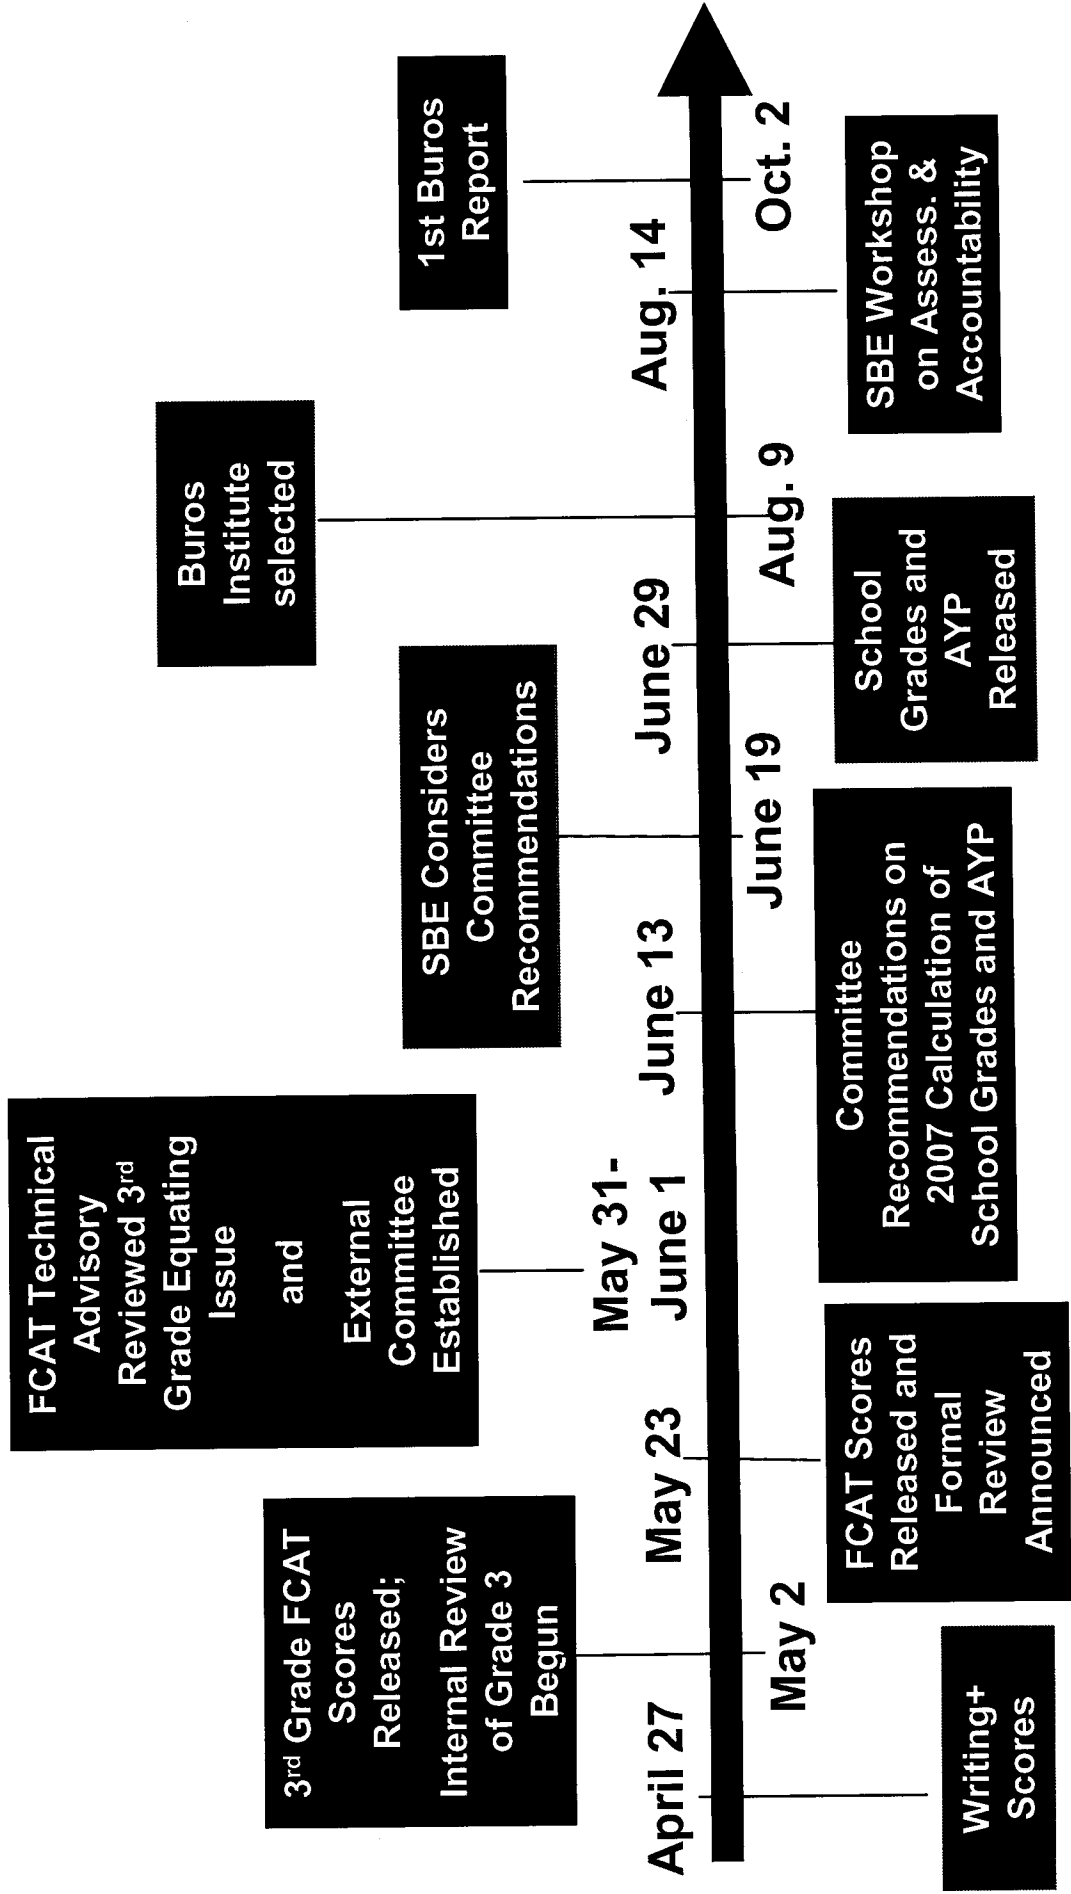 Writing+
Scores
April 27
3rd Grade FCAT
Scores
Released;
Internal Review
of Grade 3
Begun
May 2
May 23
FCAT Scores
Released and
Formal
Review
Announced
FCAT Technical
Advisory
Reviewed 3rd
Grade Equating
Issue
and
External
Committee
Established
May 31-
June 1
June 13
Committee
Recommendations on
2007 Calculation of
School Grades and AYP
SBE Considers
Committee
Recommendations
June 19
June 29
School
Grades and
AYP
Released
Buros
Institute
selected
Aug. 9
Aug. 14
SBE Workshop
on Assess. &
Accountability
1st Buros
Report
Oct. 2